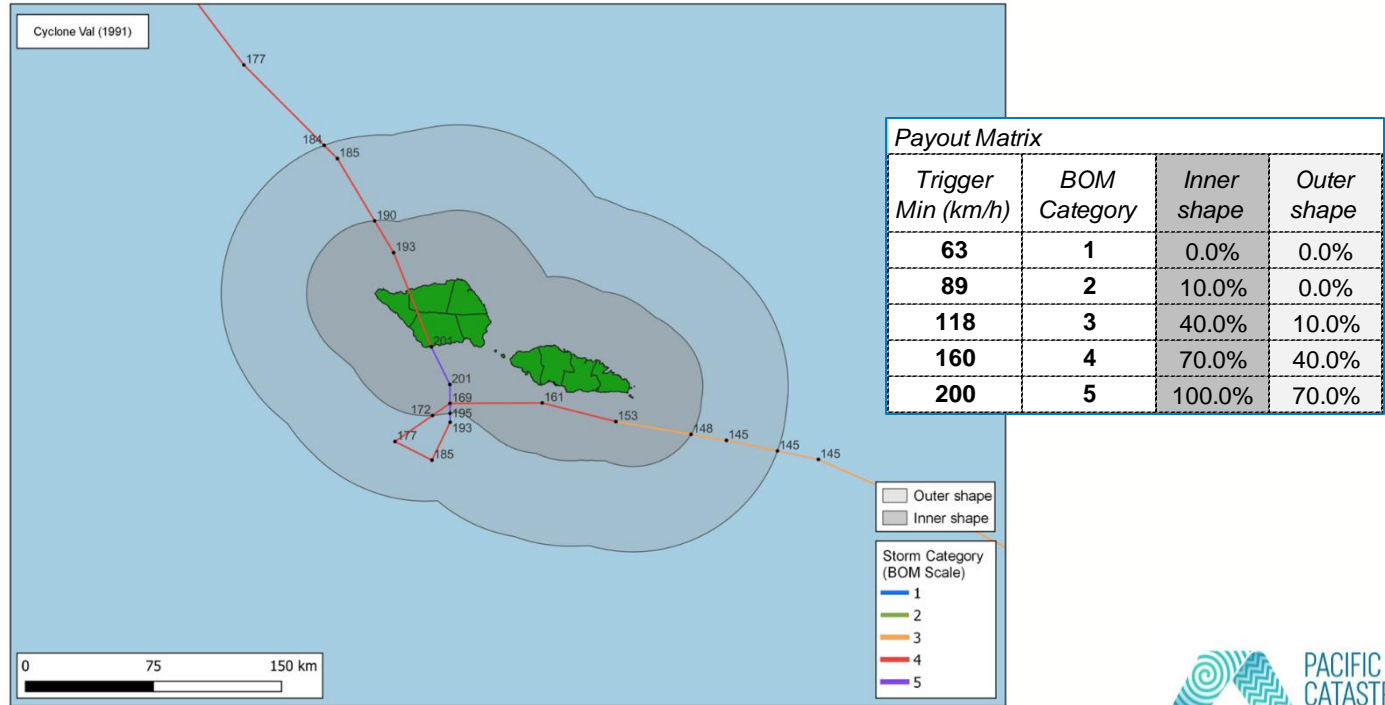 Cyclone Val (1991)
177
184
185
190
193
201
201
169
161
172
195
153
193
148
145
177
145
145
185
Outer shape
Inner shape
Storm Category
(BOM Scale)
1
2
3
4
5
0 75 150 km
Payout Matrix
Trigger Min (km/h) BOM Category Inner shape Outer shape
63 1 0.0% 0.0%
89 2 10.0% 0.0%
118 3 40.0% 10.0%
160 4 70.0% 40.0%
200 5 100.0% 70.0%
PACIFIC